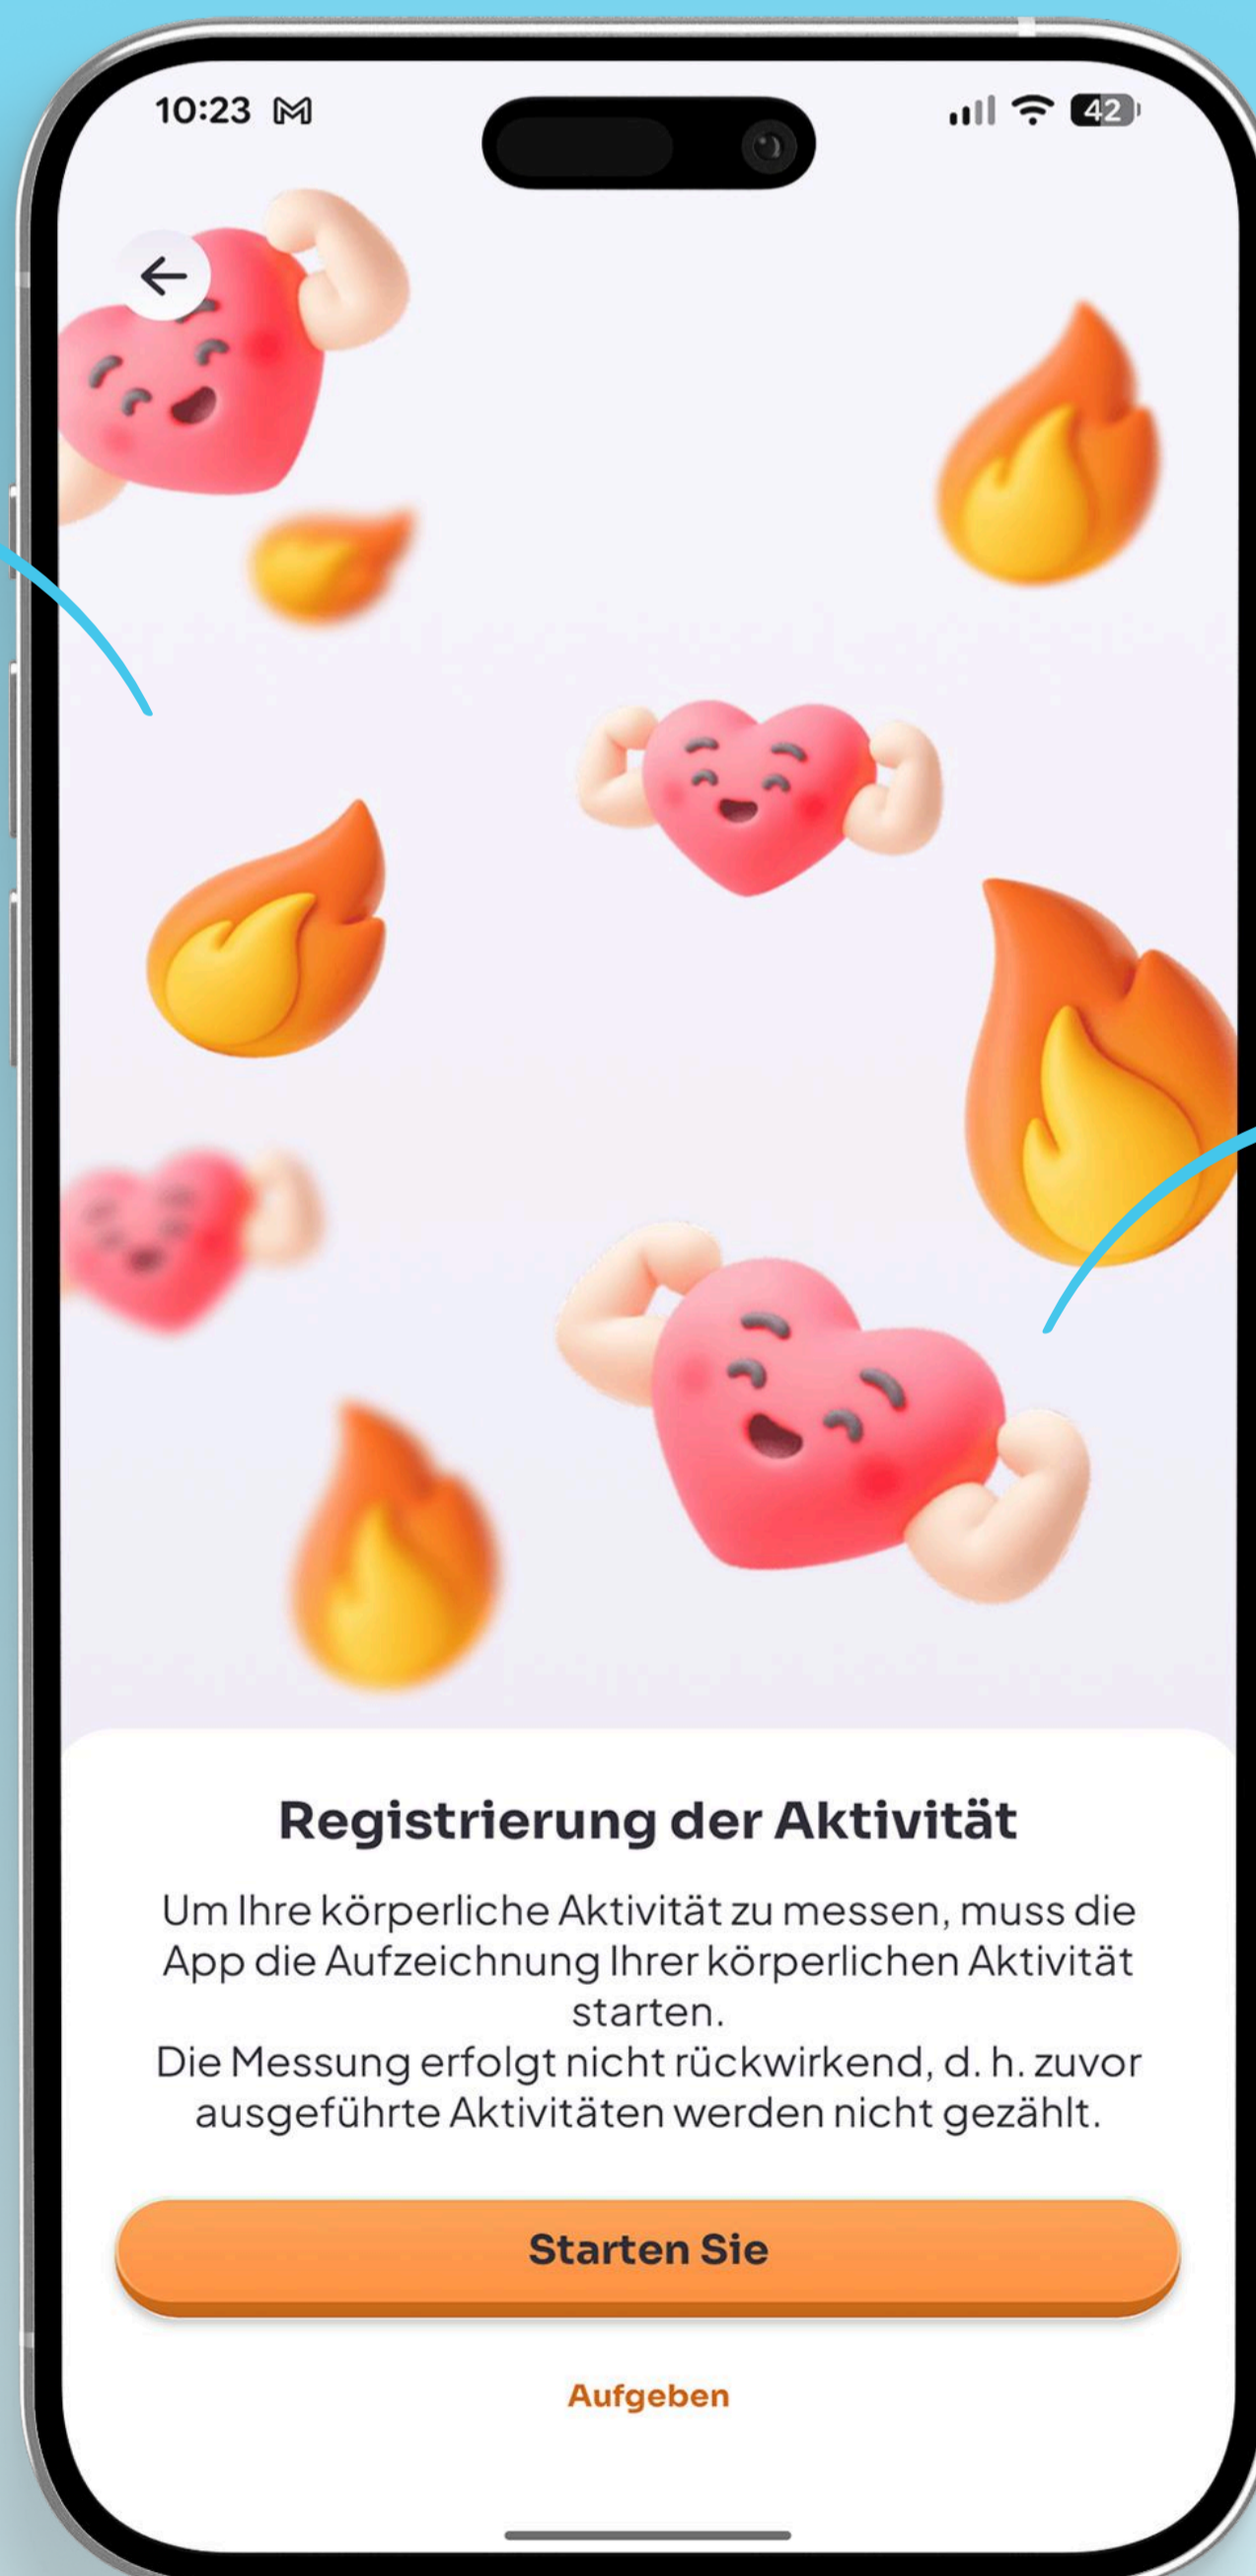 10:23
42
Registrierung der Aktivität
Um Ihre körperliche Aktivität zu messen, muss die
App die Aufzeichnung Ihrer körperlichen Aktivität
starten.
Die Messung erfolgt nicht rückwirkend, d. h. zuvor
ausgeführte Aktivitäten werden nicht gezählt.
Starten Sie
Aufgeben